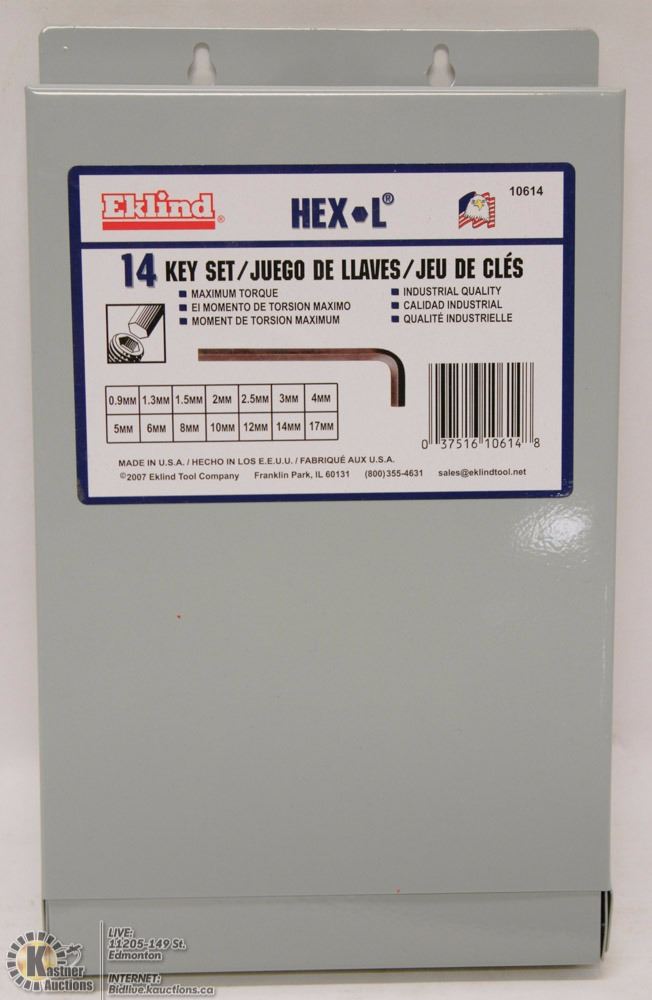 Eklind®
HEX•L®
10614
14 KEY SET/JUEGO DE LLAVES/JEU DE CLÉS
■ MAXIMUM TORQUE
■ El MOMENTO DE TORSION MAXIMO
■ MOMENT DE TORSION MAXIMUM
■ INDUSTRIAL QUALITY
■ CALIDAD INDUSTRIAL
■ QUALITÉ INDUSTRIELLE
0.9MM 1.3MM 1.5MM 2MM 2.5MM 3MM 4MM
5MM 6MM 8MM 10MM 12MM 14MM 17MM
0 37516 10614 8
MADE IN U.S.A. / HECHO IN LOS E.E.U.U. / FABRIQUÉ AUX U.S.A.
©2007 Eklind Tool Company Franklin Park, IL 60131 (800)355-4631 sales@eklindtool.net
Kastner
Auctions
LIVE:
11205-149 St.
Edmonton
INTERNET:
Bidlive.kauctions.ca